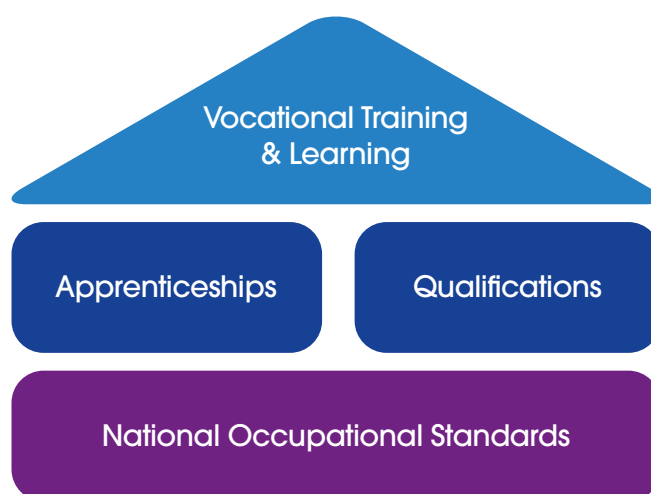 Vocational Training
& Learning
Apprenticeships
Qualifications
National Occupational Standards